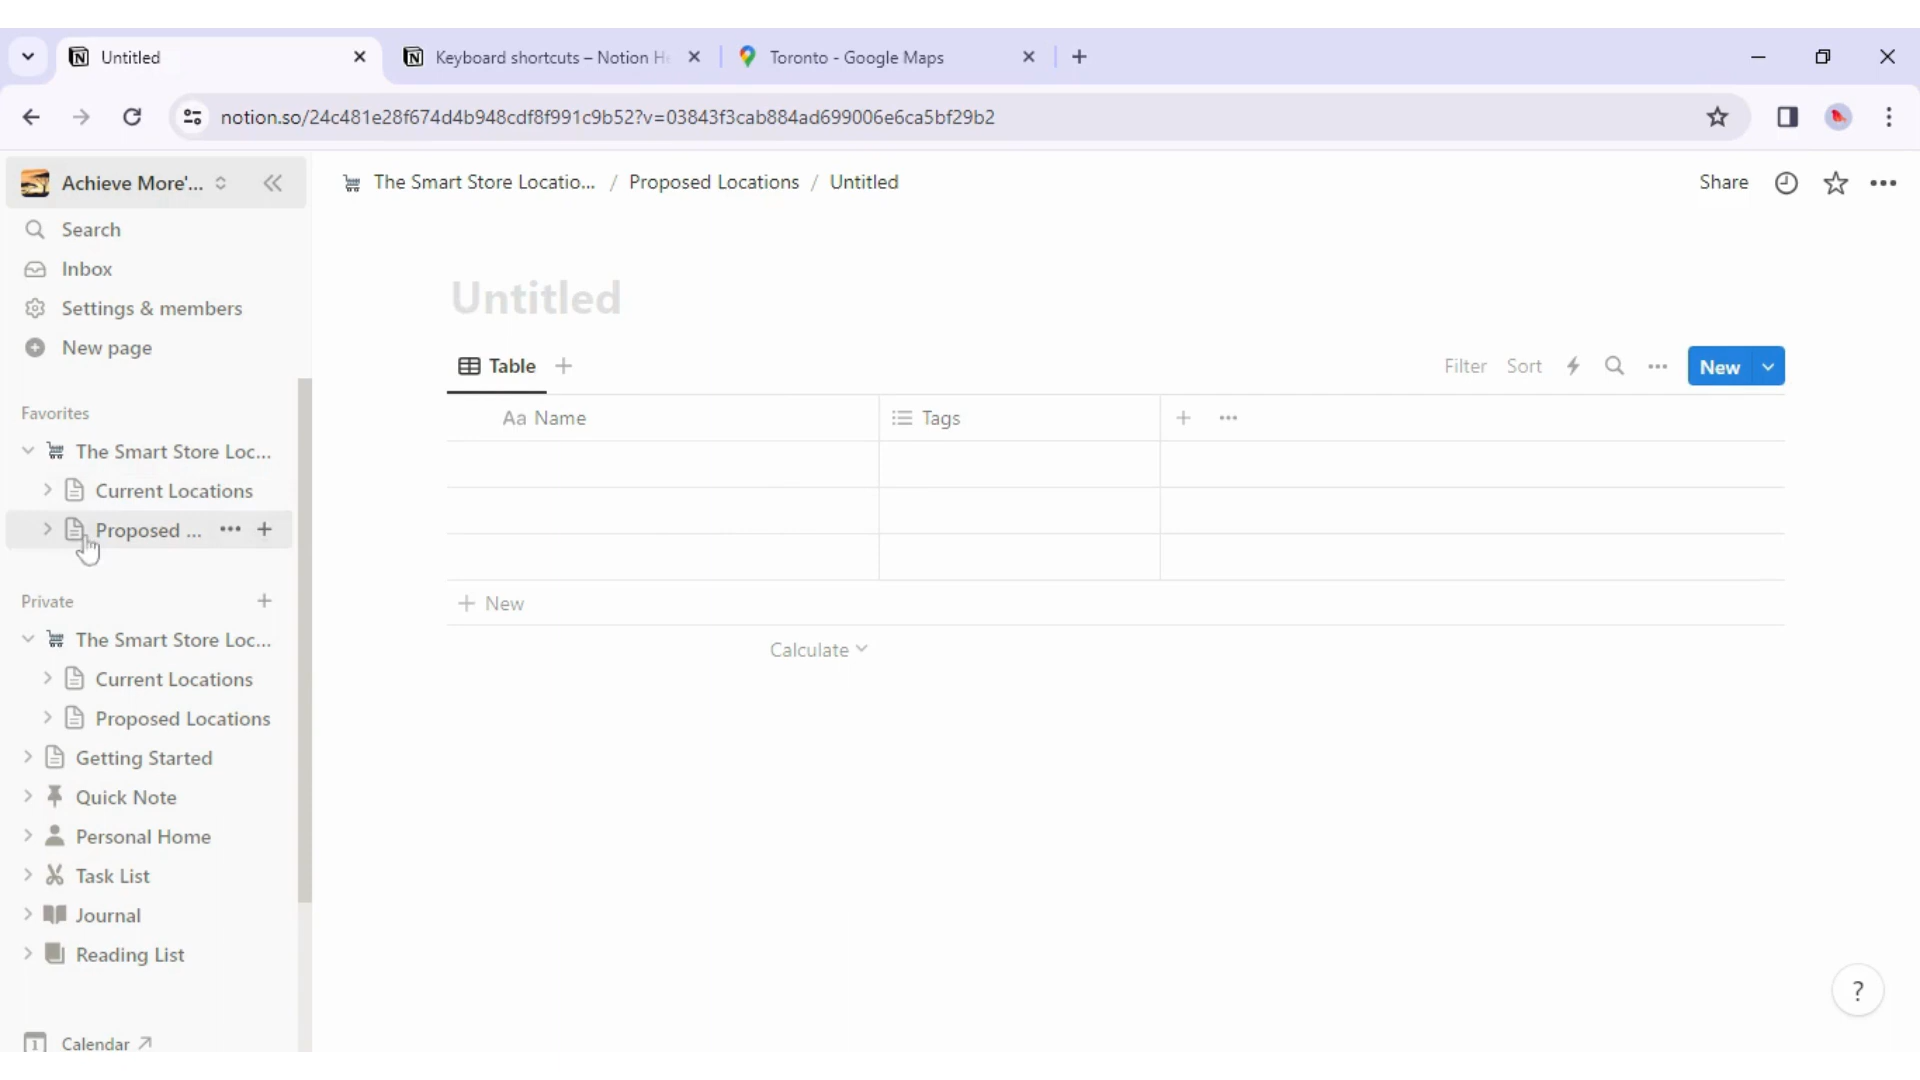 Untitled
Keyboard shortcuts – Notion He
Toronto - Google Maps
notion.so/24c481e28f674d4b948cdf8f991c9b52?v=03843f3cab884ad699006e6ca5bf29b2
Achieve More'...
The Smart Store Locatio... / Proposed Locations / Untitled
Share
Search
Inbox
Settings & members
New page
Favorites
The Smart Store Loc...
Current Locations
Proposed ...
Private
The Smart Store Loc...
Current Locations
Proposed Locations
Getting Started
Quick Note
Personal Home
Task List
Journal
Reading List
1 Calendar
Untitled
Table
Filter Sort
New
Aa Name
Tags
+ New
Calculate
?